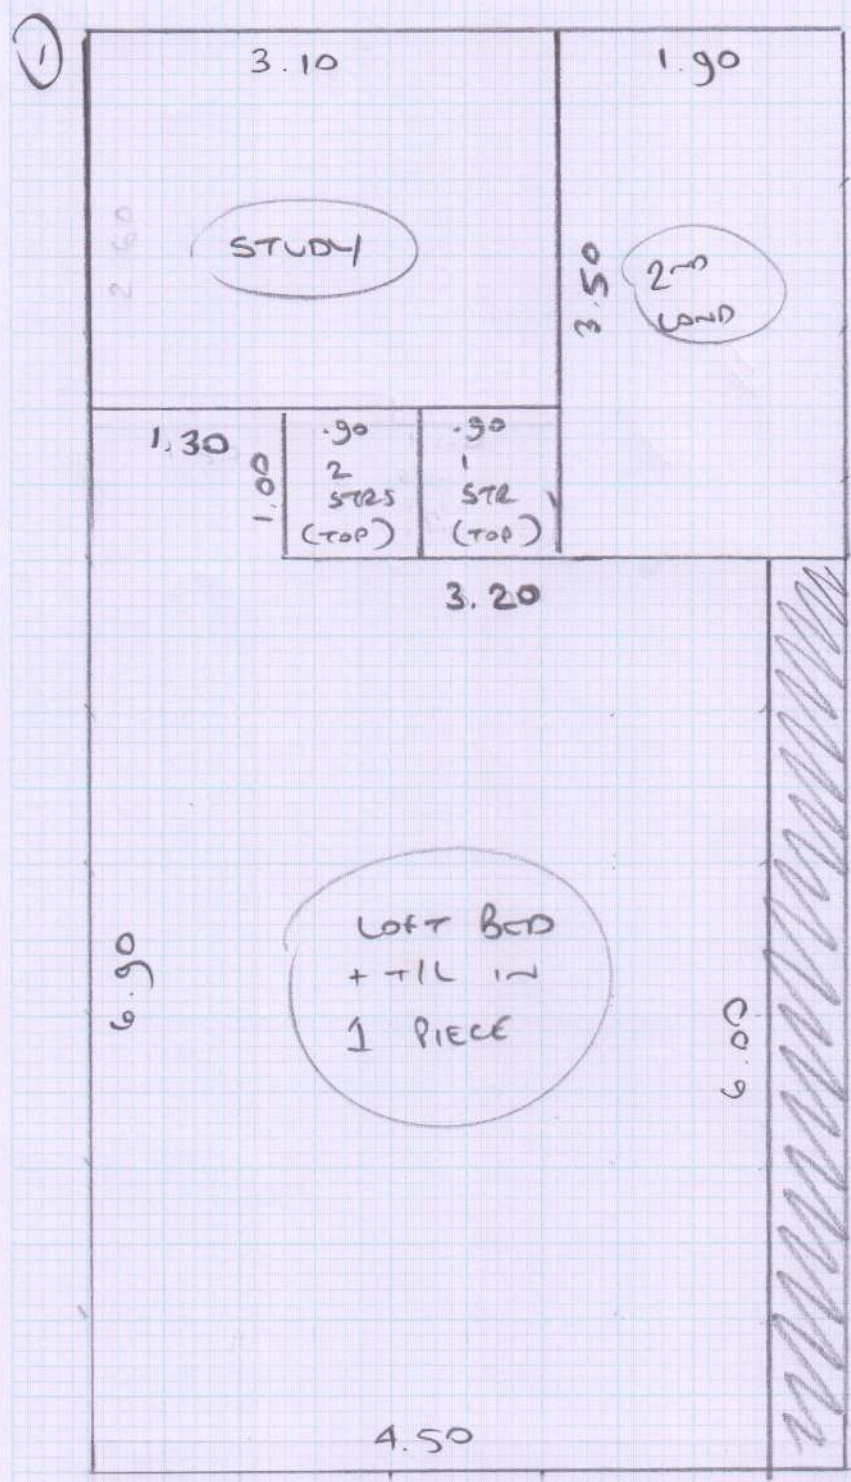 1
3.10
1.90
2.60
STUDY
3.50
2ND
LAND
1.30
1.00
.90
2
STRS
(TOP)
.90
1
STR
(TOP)
3.20
6.90
LOFT BED
+ T/L IN
1 PIECE
6.00
4.50